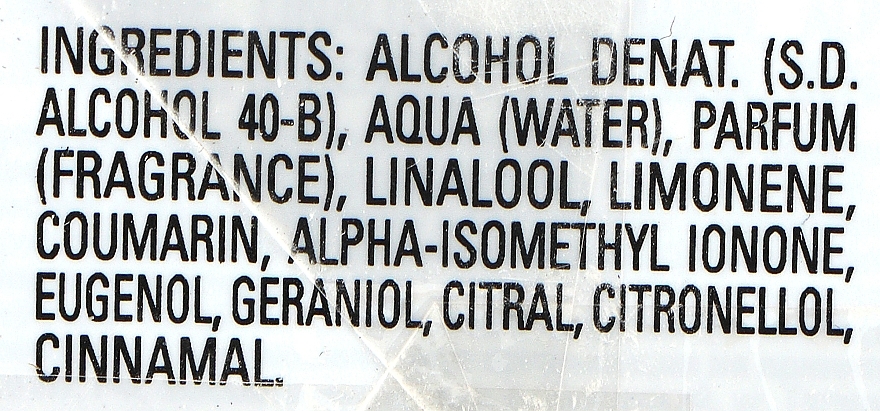 INGREDIENTS: ALCOHOL DENAT. (S.D.
ALCOHOL 40-B), AQUA (WATER), PARFUM
(FRAGRANCE), LINALOOL, LIMONENE,
COUMARIN, ALPHA-ISOMETHYL IONONE,
EUGENOL, GERANIOL, CITRAL, CITRONELLOL,
CINNAMAL.